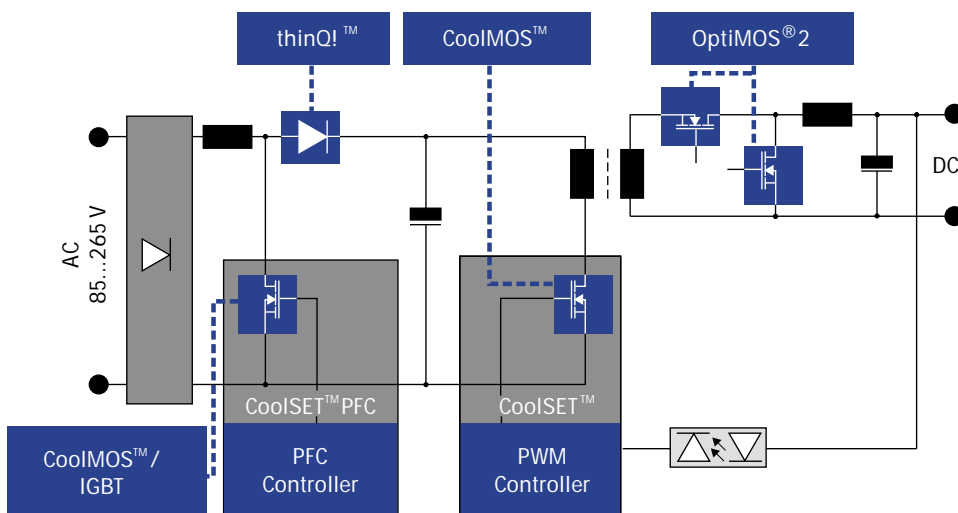 thinQ!™
CoolMOS™
OptiMOS®2
AC
85...265 V
DC
CoolSET™PFC
CoolSET™
CoolMOS™/
IGBT
PFC
Controller
PWM
Controller